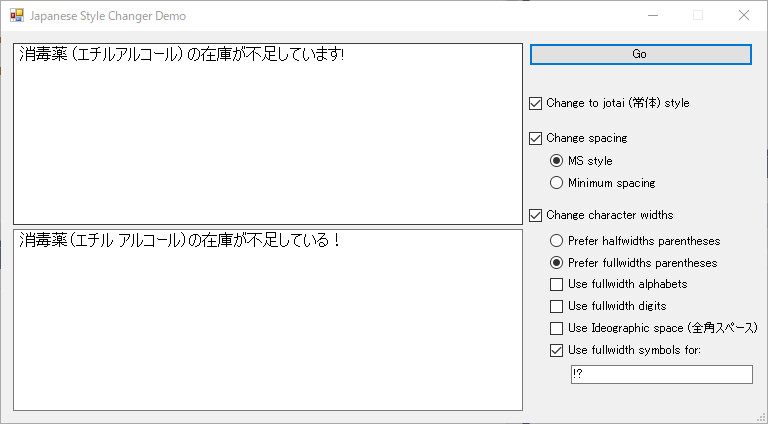 Japanese Style Changer Demo
消毒薬 (エチルアルコール) の在庫が不足しています!
消毒薬（エチル アルコール）の在庫が不足している！
Go
Change to jotai (常体) style
Change spacing
MS style
Minimum spacing
Change character widths
Prefer halfwidths parentheses
Prefer fullwidths parentheses
Use fullwidth alphabets
Use fullwidth digits
Use Ideographic space (全角スペース)
Use fullwidth symbols for:
!?